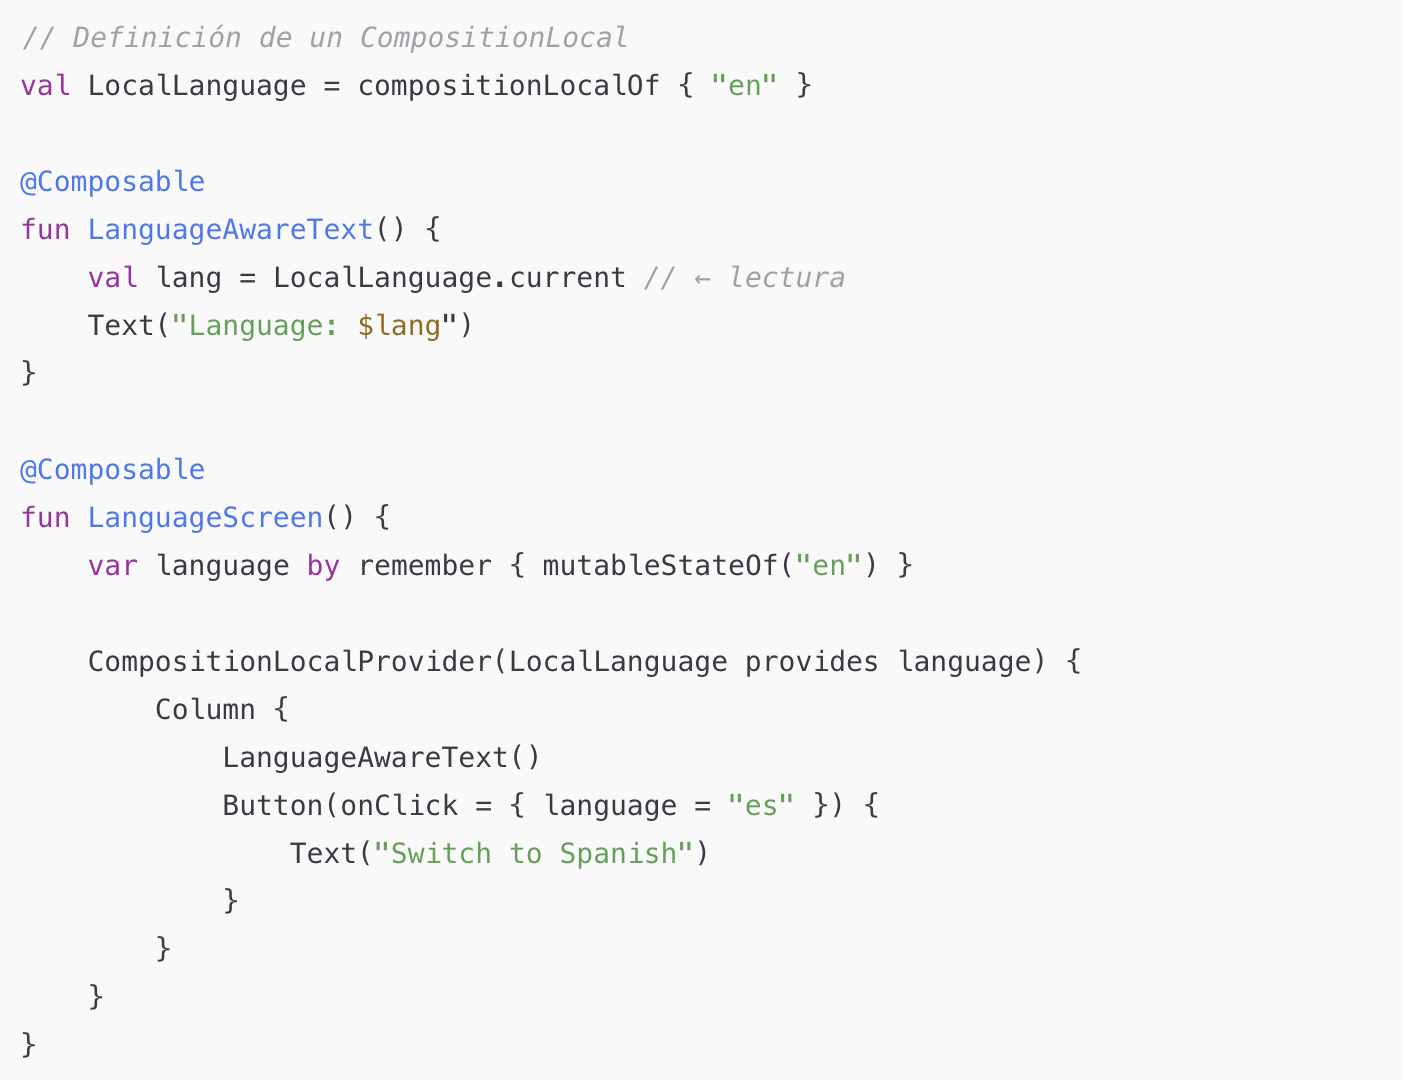 // Definición de un CompositionLocal
val LocalLanguage = compositionLocalOf { "en" }

@Composable
fun LanguageAwareText() {
    val lang = LocalLanguage.current // ← lectura
    Text("Language: $lang")
}

@Composable
fun LanguageScreen() {
    var language by remember { mutableStateOf("en") }

    CompositionLocalProvider(LocalLanguage provides language) {
        Column {
            LanguageAwareText()
            Button(onClick = { language = "es" }) {
                Text("Switch to Spanish")
            }
        }
    }
}